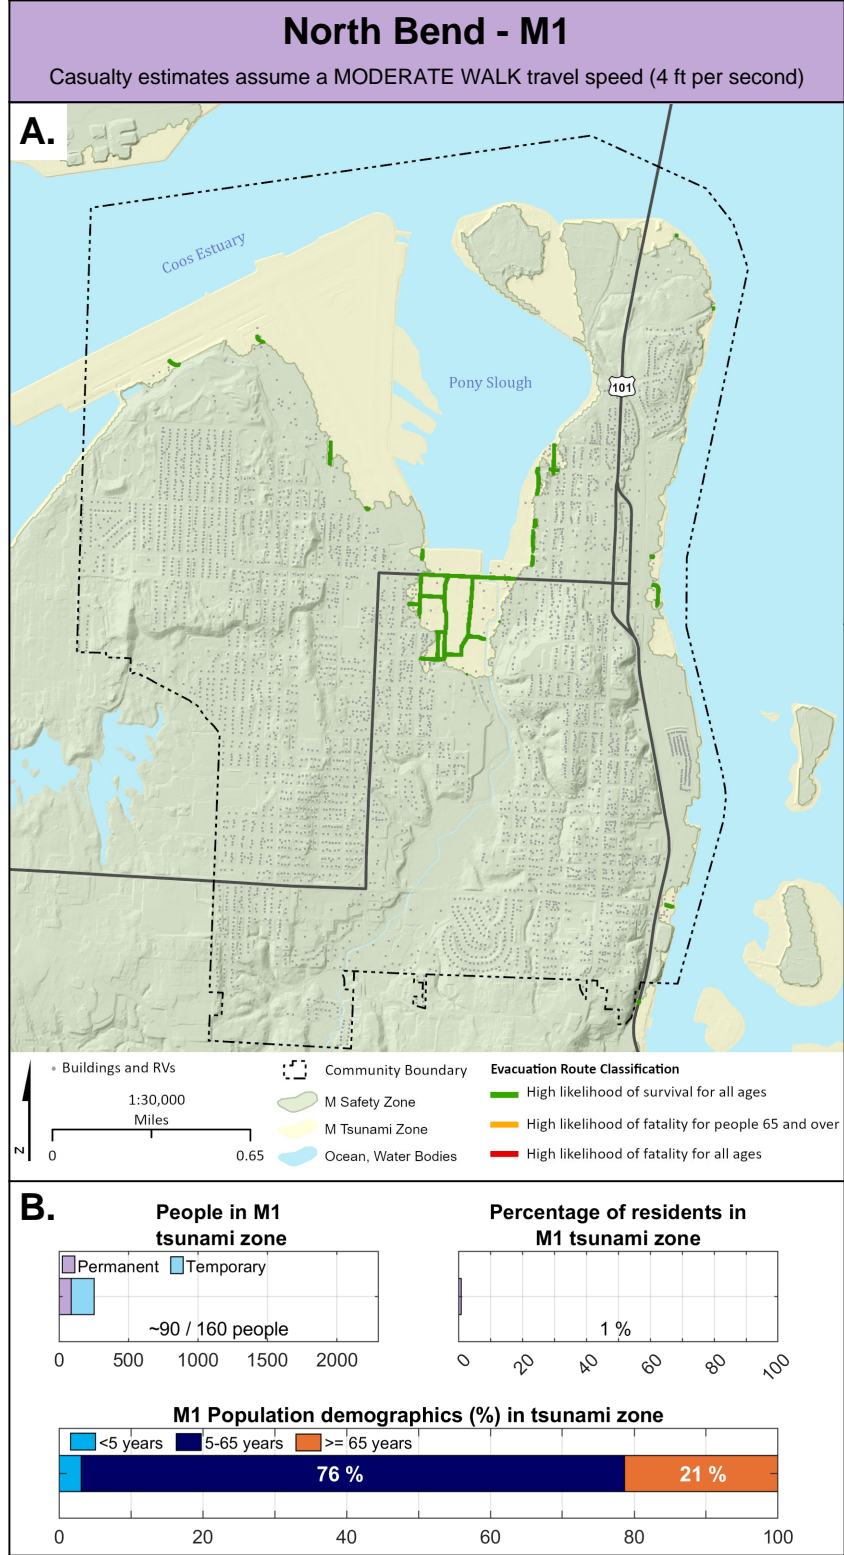 North Bend - M1
Casualty estimates assume a MODERATE WALK travel speed (4 ft per second)
A.
Coos Estuary
Pony Slough
101
Buildings and RVs
1:30,000
Miles
0 0.65
N
Community Boundary
M Safety Zone
M Tsunami Zone
Ocean, Water Bodies
Evacuation Route Classification
High likelihood of survival for all ages
High likelihood of fatality for people 65 and over
High likelihood of fatality for all ages
B.
People in M1
tsunami zone
Permanent Temporary
~90 / 160 people
0 500 1000 1500 2000
Percentage of residents in
M1 tsunami zone
1 %
0 20 40 60 80 100
M1 Population demographics (%) in tsunami zone
<5 years 5-65 years >= 65 years
76 % 21 %
0 20 40 60 80 100